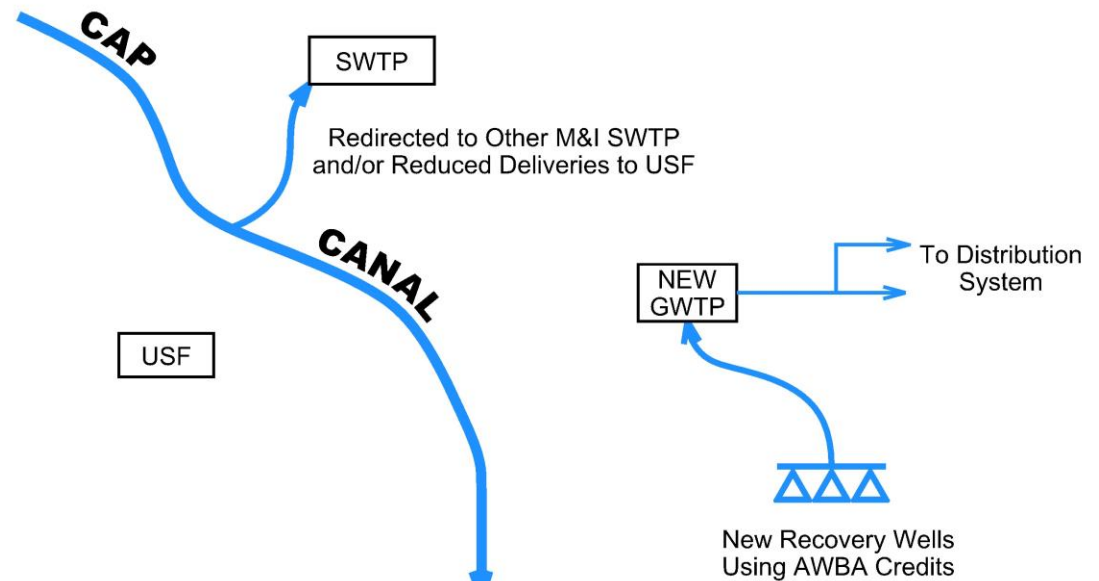 CAP
SWTP
Redirected to Other M&I SWTP
and/or Reduced Deliveries to USF
CANAL
USF
NEW
GWTP
To Distribution
System
New Recovery Wells
Using AWBA Credits